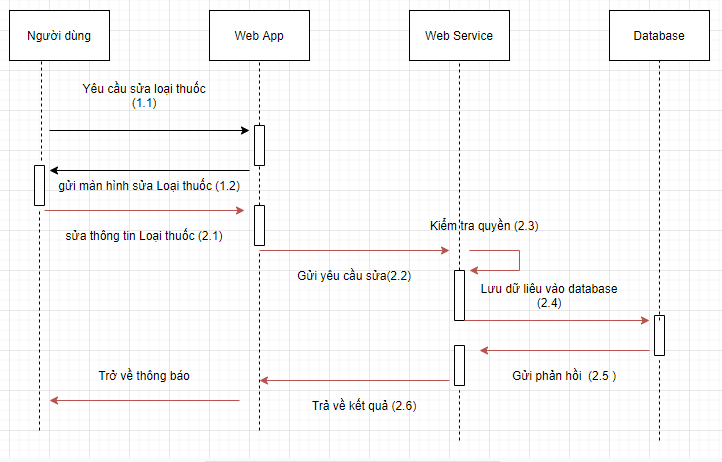 Người dùng
Web App
Web Service
Database
Yêu cầu sửa loại thuốc
(1.1)
gửi màn hình sửa Loại thuốc (1.2)
sửa thông tin Loại thuốc (2.1)
Kiểm tra quyền (2.3)
Gửi yêu cầu sửa(2.2)
Lưu dữ liêu vào database
(2.4)
Trở về thông báo
Gửi phản hồi (2.5 )
Trả về kết quả (2.6)